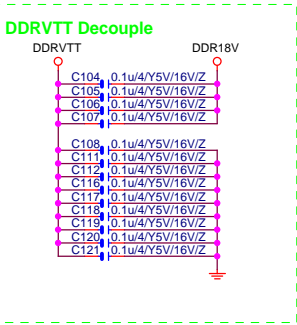 DDRVTT Decouple
DDRVTT DDR18V
C104 0.1u/4/Y5V/16V/Z
C105 0.1u/4/Y5V/16V/Z
C106 0.1u/4/Y5V/16V/Z
C107 0.1u/4/Y5V/16V/Z
C108 0.1u/4/Y5V/16V/Z
C111 0.1u/4/Y5V/16V/Z
C112 0.1u/4/Y5V/16V/Z
C116 0.1u/4/Y5V/16V/Z
C117 0.1u/4/Y5V/16V/Z
C118 0.1u/4/Y5V/16V/Z
C119 0.1u/4/Y5V/16V/Z
C120 0.1u/4/Y5V/16V/Z
C121 0.1u/4/Y5V/16V/Z